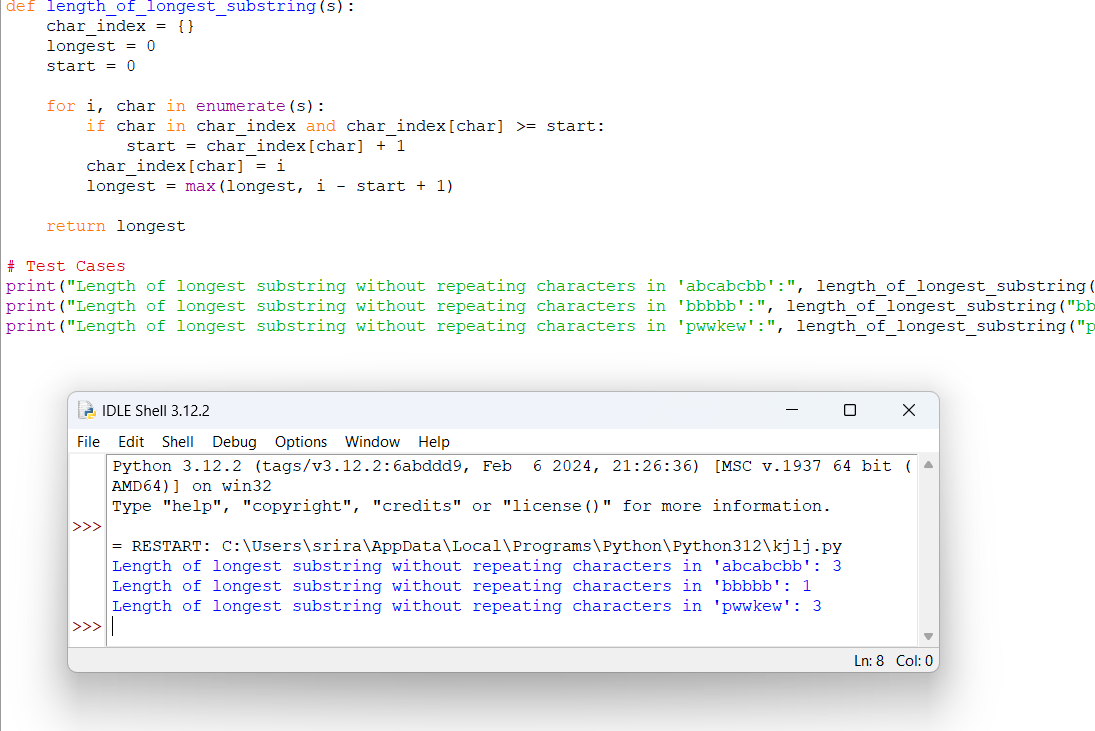 def length_of_longest_substring(s):
    char_index = {}
    longest = 0
    start = 0
    for i, char in enumerate(s):
        if char in char_index and char_index[char] >= start:
            start = char_index[char] + 1
        char_index[char] = i
        longest = max(longest, i - start + 1)
    return longest
# Test Cases
print("Length of longest substring without repeating characters in 'abcabcbb':", length_of_longest_substring(
print("Length of longest substring without repeating characters in 'bbbbb':", length_of_longest_substring("bb
print("Length of longest substring without repeating characters in 'pwwkew':", length_of_longest_substring("p
IDLE Shell 3.12.2
File Edit Shell Debug Options Window Help
Python 3.12.2 (tags/v3.12.2:6abddd9, Feb  6 2024, 21:26:36) [MSC v.1937 64 bit (
AMD64)] on win32
Type "help", "copyright", "credits" or "license()" for more information.
>>>
= RESTART: C:\Users\srira\AppData\Local\Programs\Python\Python312\kjlj.py
Length of longest substring without repeating characters in 'abcabcbb': 3
Length of longest substring without repeating characters in 'bbbbb': 1
Length of longest substring without repeating characters in 'pwwkew': 3
>>>
Ln: 8 Col: 0